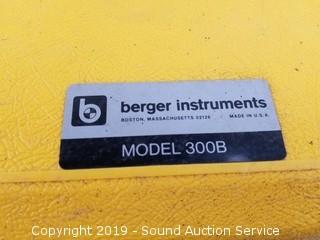 b
berger instruments
BOSTON, MASSACHUSETTS 02126 MADE IN U.S.A.
MODEL 300B
Copyright 2019 - Sound Auction Service